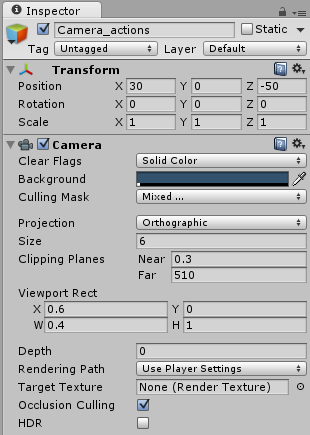 Inspector
Camera_actions Static
Tag Untagged Layer Default
Transform
Position X 30 Y 0 Z -50
Rotation X 0 Y 0 Z 0
Scale X 1 Y 1 Z 1
Camera
Clear Flags Solid Color
Background
Culling Mask Mixed ...
Projection Orthographic
Size 6
Clipping Planes Near 0.3
Far 510
Viewport Rect
X 0.6 Y 0
W 0.4 H 1
Depth 0
Rendering Path Use Player Settings
Target Texture None (Render Texture)
Occlusion Culling
HDR